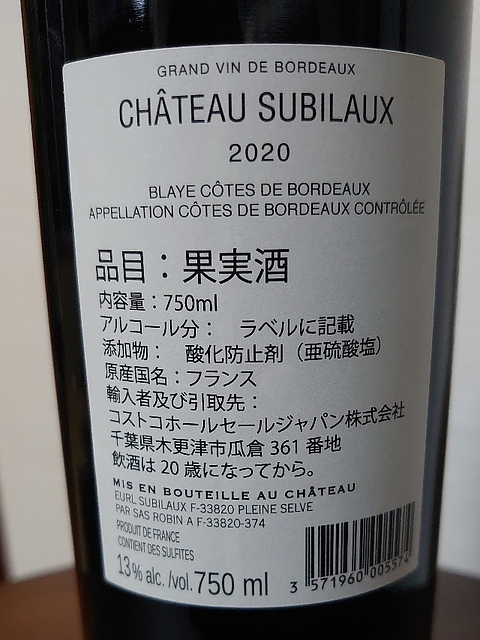 GRAND VIN DE BORDEAUX
CHÂTEAU SUBILAUX
2020
BLAYE CÔTES DE BORDEAUX
APPELLATION CÔTES DE BORDEAUX CONTRÔLÉE
品目：果実酒
内容量：750ml
アルコール分： ラベルに記載
添加物： 酸化防止剤（亜硫酸塩）
原産国名：フランス
輸入者及び引取先：
コストコホールセールジャパン株式会社
千葉県木更津市瓜倉 361 番地
飲酒は 20 歳になってから。
MIS EN BOUTEILLE AU CHÂTEAU
EURL SUBILAUX F-33820 PLEINE SELVE
PAR SAS ROBIN A F-33820-374
PRODUIT DE FRANCE
CONTIENT DES SULFITES
13% alc. /vol. 750 ml
3 571960 005574